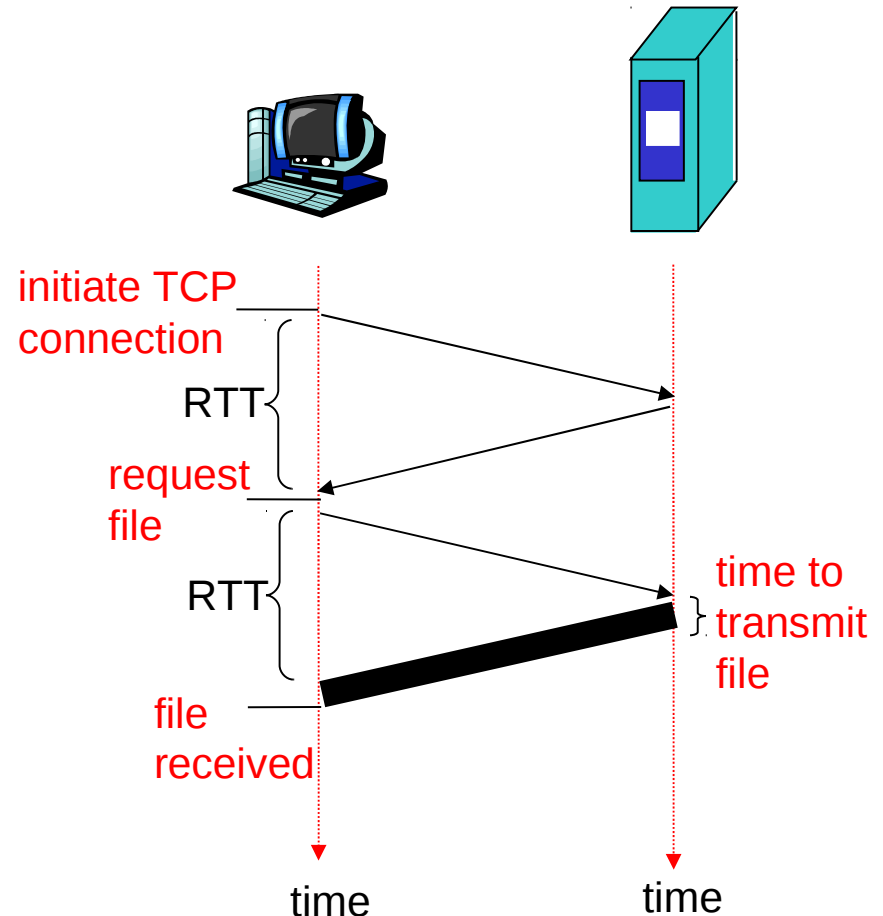 initiate TCP
connection
RTT
request
file
RTT
time to
transmit
file
file
received
time
time